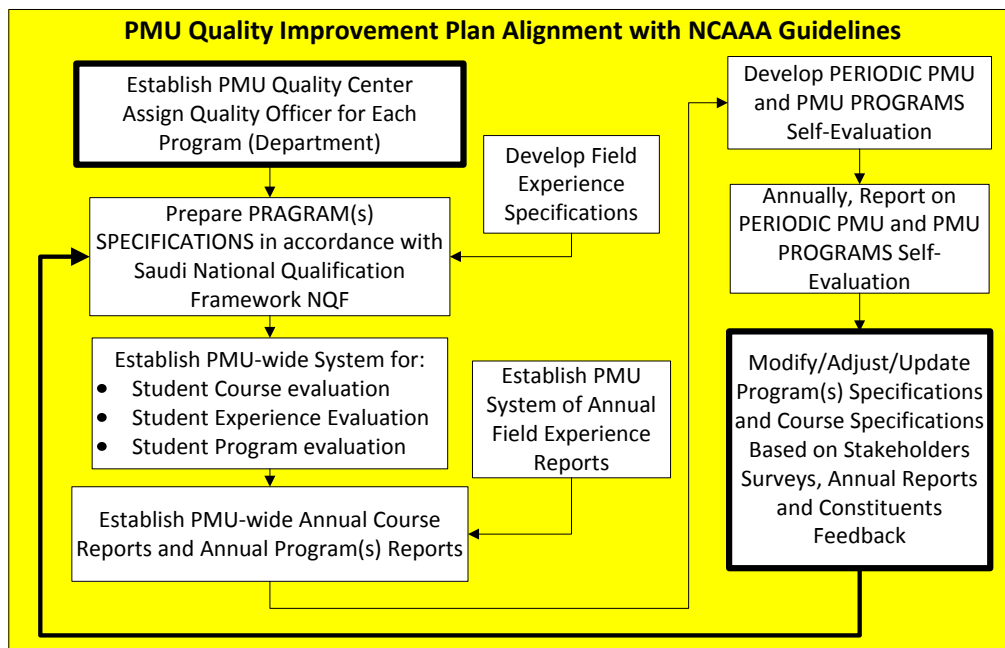 PMU Quality Improvement Plan Alignment with NCAAA Guidelines
Establish PMU Quality Center
Assign Quality Officer for Each
Program (Department)
Develop Field
Experience
Specifications
Prepare PRAGRAM(s)
SPECIFICATIONS in accordance with
Saudi National Qualification
Framework NQF
Establish PMU-wide System for:
• Student Course evaluation
• Student Experience Evaluation
• Student Program evaluation
Establish PMU
System of Annual
Field Experience
Reports
Establish PMU-wide Annual Course
Reports and Annual Program(s) Reports
Develop PERIODIC PMU
and PMU PROGRAMS
Self-Evaluation
Annually, Report on
PERIODIC PMU and PMU
PROGRAMS Self-
Evaluation
Modify/Adjust/Update
Program(s) Specifications
and Course Specifications
Based on Stakeholders
Surveys, Annual Reports
and Constituents
Feedback